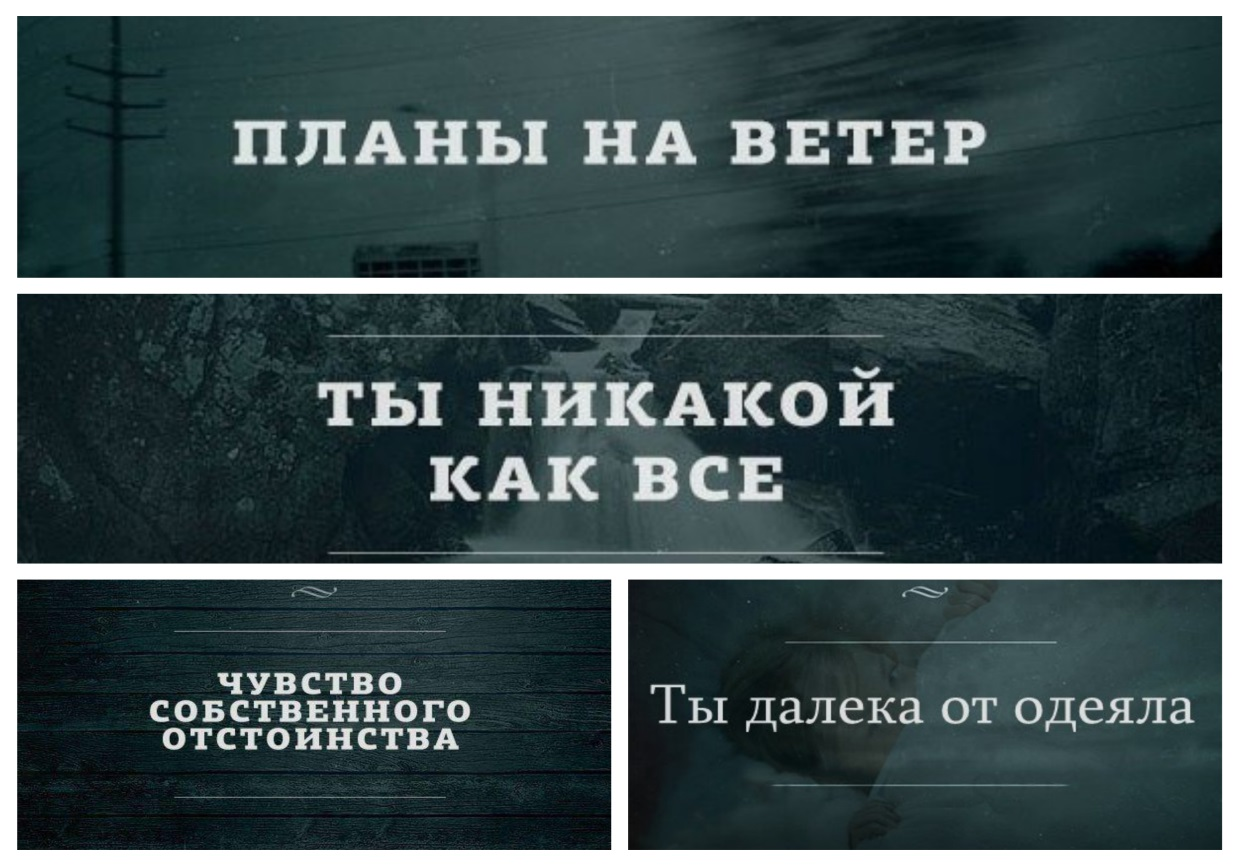 ПЛАНЫ НА ВЕТЕР
ТЫ НИКАКОЙ
КАК ВСЕ
ЧУВСТВО
СОБСТВЕННОГО
ОТСТОИНСТВА
Ты далека от одеяла